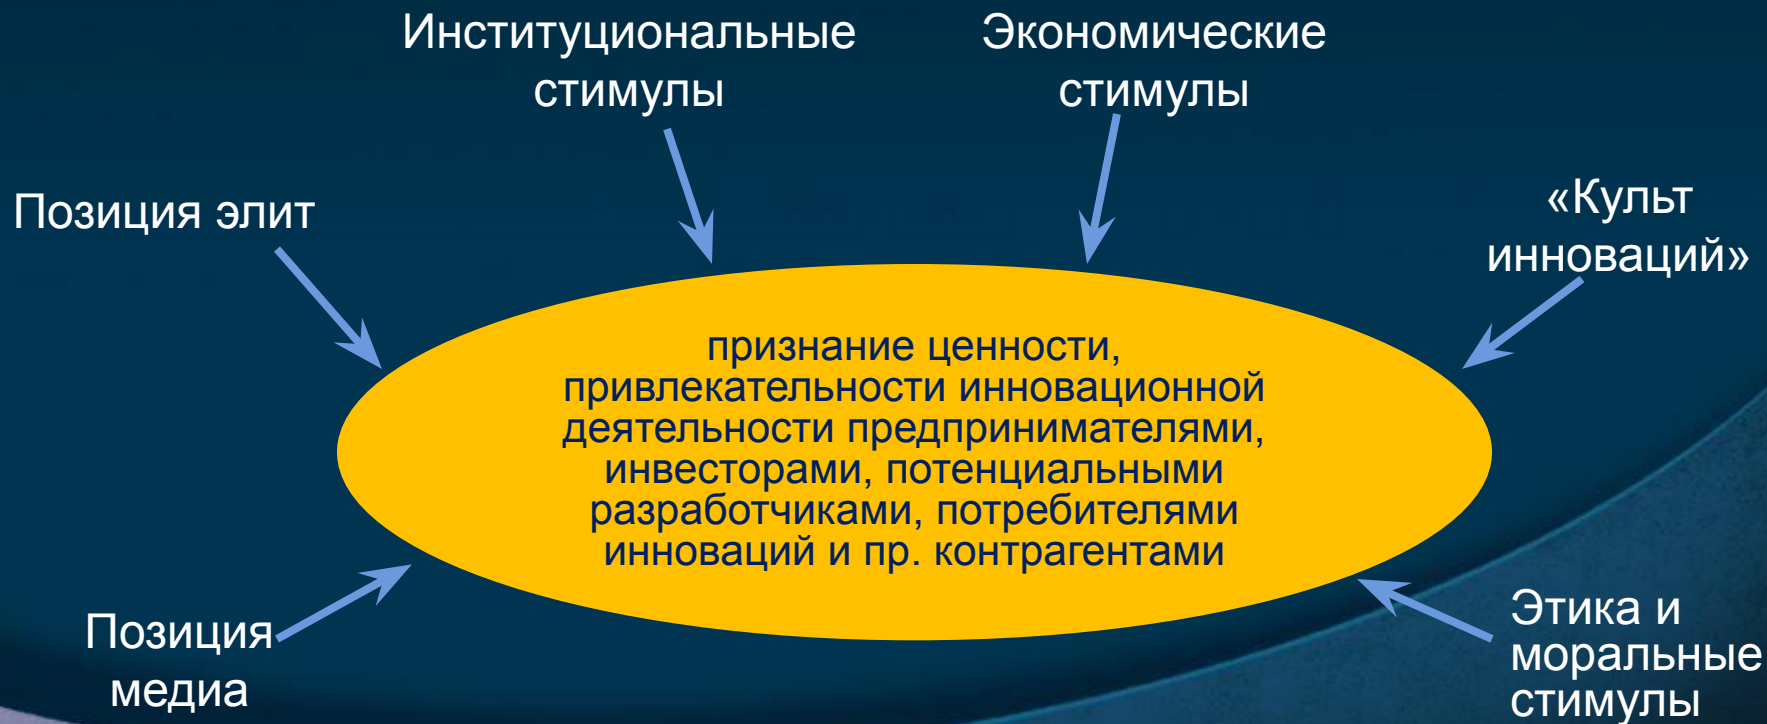 Институциональные
стимулы
Экономические
стимулы
Позиция элит
«Культ
инноваций»
признание ценности,
привлекательности инновационной
деятельности предпринимателями,
инвесторами, потенциальными
разработчиками, потребителями
инноваций и пр. контрагентами
Позиция
медиа
Этика и
моральные
стимулы